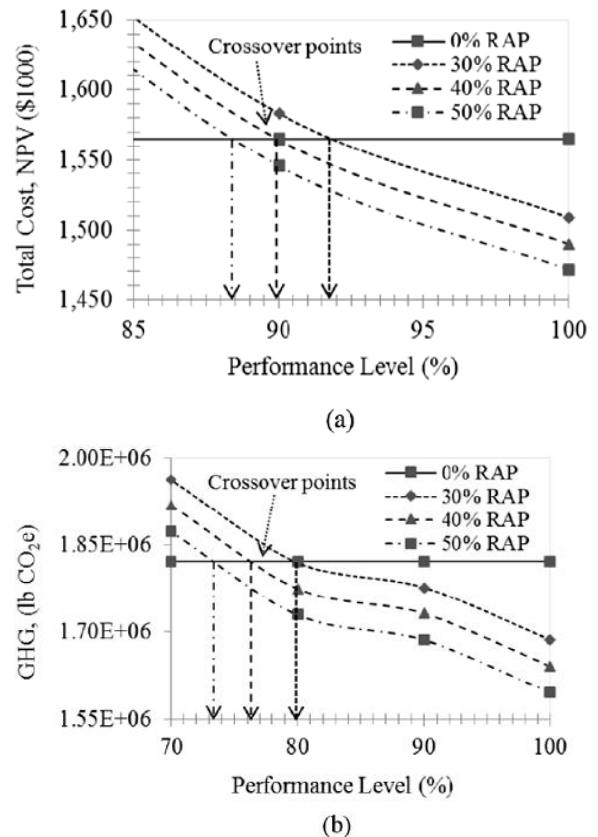 Total Cost, NPV ($1000)
1,650
1,600
1,550
1,500
1,450
Crossover points
0% RAP
30% RAP
40% RAP
50% RAP
85
90
95
100
Performance Level (%)
(a)
GHG, (lb CO₂e)
2.00E+06
1.85E+06
1.70E+06
1.55E+06
Crossover points
0% RAP
30% RAP
40% RAP
50% RAP
70
80
90
100
Performance Level (%)
(b)